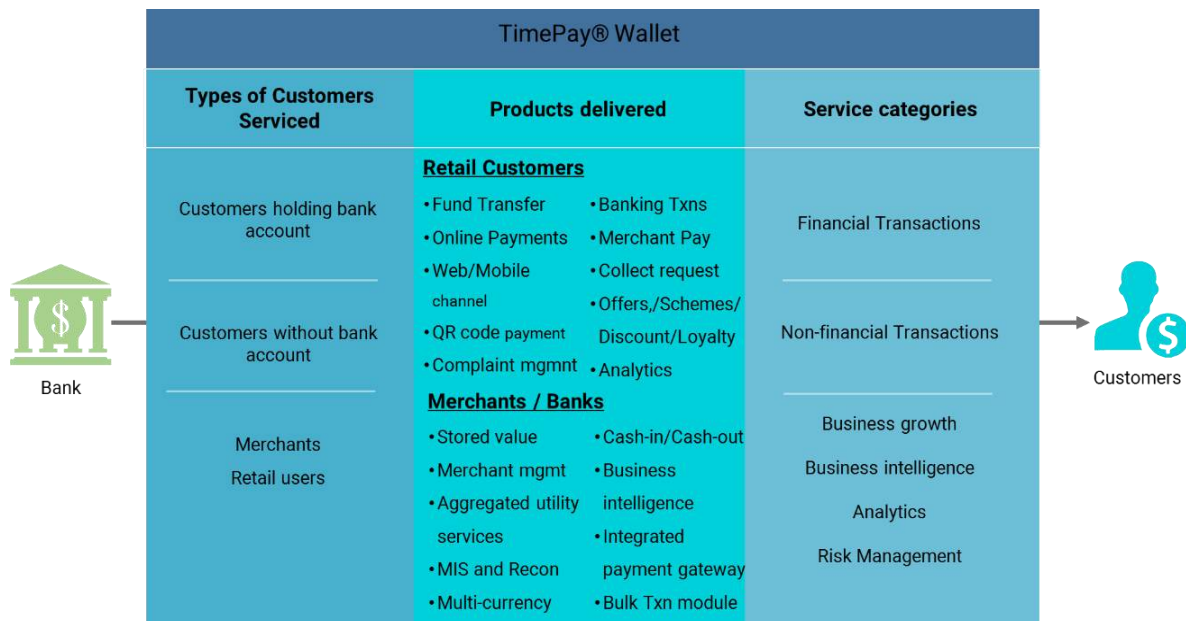 TimePay® Wallet
Types of Customers
Serviced
Products delivered
Service categories
Customers holding bank
account
Customers without bank
account
Merchants
Retail users
Retail Customers
•Fund Transfer
•Online Payments
•Web/Mobile
channel
•QR code payment
•Complaint mgmnt
•Banking Txns
•Merchant Pay
•Collect request
•Offers,/Schemes/
Discount/Loyalty
•Analytics
Merchants / Banks
•Stored value
•Merchant mgmt
•Aggregated utility
services
•MIS and Recon
•Multi-currency
•Cash-in/Cash-out
•Business
intelligence
•Integrated
payment gateway
•Bulk Txn module
Financial Transactions
Non-financial Transactions
Business growth
Business intelligence
Analytics
Risk Management
$
Bank
$
Customers